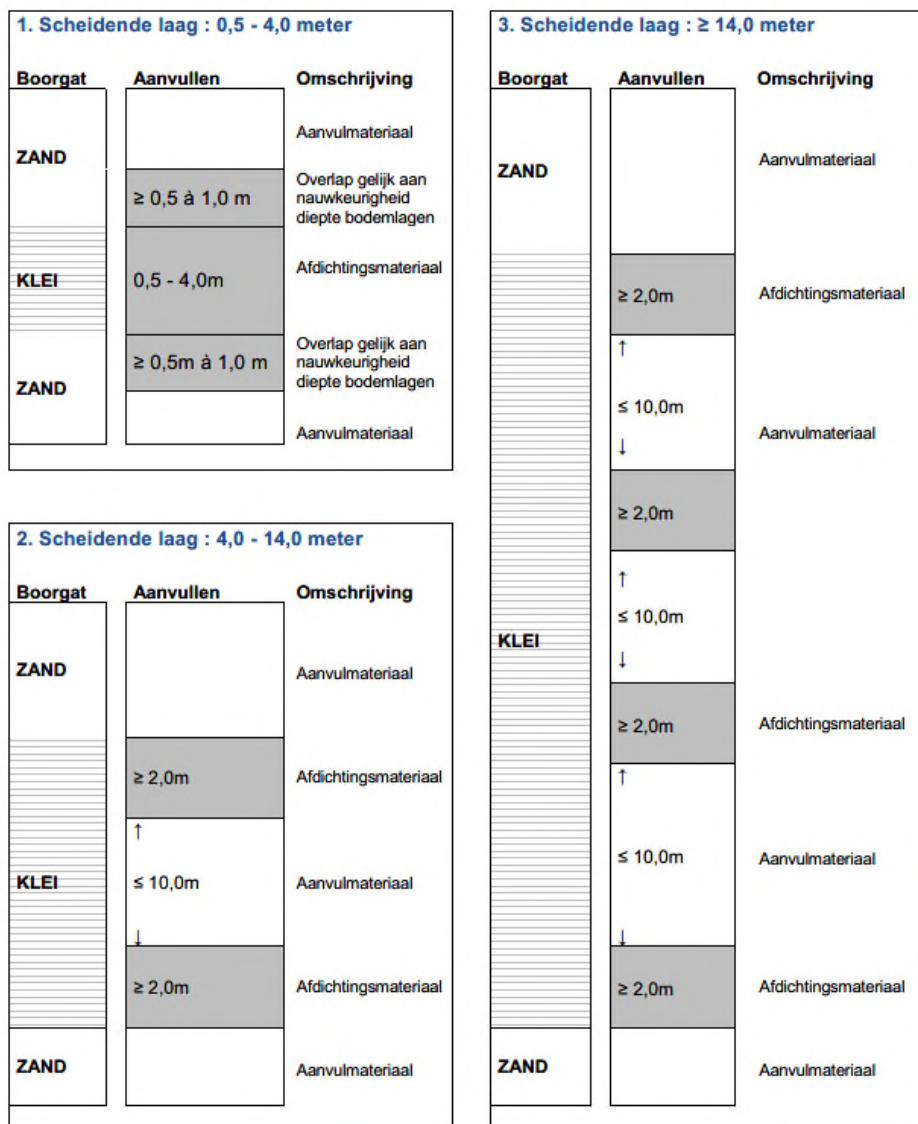 1. Scheidende laag : 0,5 - 4,0 meter
Boorgat Aanvullen Omschrijving
Aanvulmateriaal
ZAND
≥ 0,5 à 1,0 m
Overlap gelijk aan
nauwkeurigheid
diepte bodemlagen
KLEI
0,5 - 4,0m
Afdichtingsmateriaal
≥ 0,5m à 1,0 m
Overlap gelijk aan
nauwkeurigheid
diepte bodemlagen
ZAND
Aanvulmateriaal
2. Scheidende laag : 4,0 - 14,0 meter
Boorgat Aanvullen Omschrijving
ZAND
Aanvulmateriaal
≥ 2,0m
Afdichtingsmateriaal
↑
KLEI
≤ 10,0m
Aanvulmateriaal
↓
≥ 2,0m
Afdichtingsmateriaal
ZAND
Aanvulmateriaal
3. Scheidende laag : ≥ 14,0 meter
Boorgat Aanvullen Omschrijving
Aanvulmateriaal
ZAND
≥ 2,0m
Afdichtingsmateriaal
↑
≤ 10,0m
Aanvulmateriaal
↓
≥ 2,0m
↑
≤ 10,0m
KLEI
↓
≥ 2,0m
Afdichtingsmateriaal
↑
≤ 10,0m
Aanvulmateriaal
↓
≥ 2,0m
Afdichtingsmateriaal
ZAND
Aanvulmateriaal